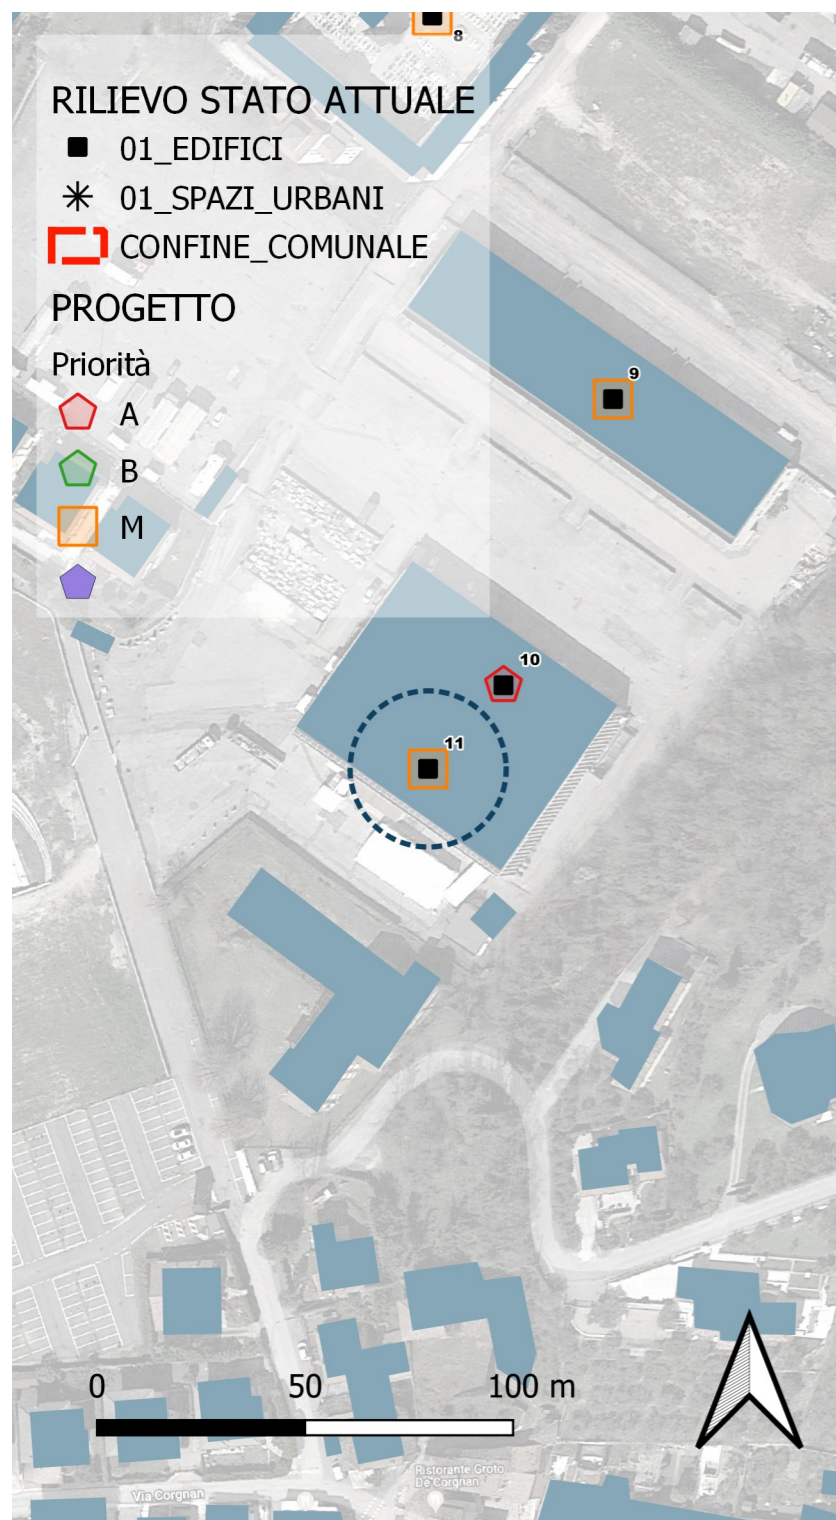 8
RILIEVO STATO ATTUALE
01_EDIFICI
01_SPAZI_URBANI
CONFINE_COMUNALE
PROGETTO
Priorità
A
B
M
9
10
11
0 50 100 m
Ristorante Groto
De Corgnan
Via Corgnan